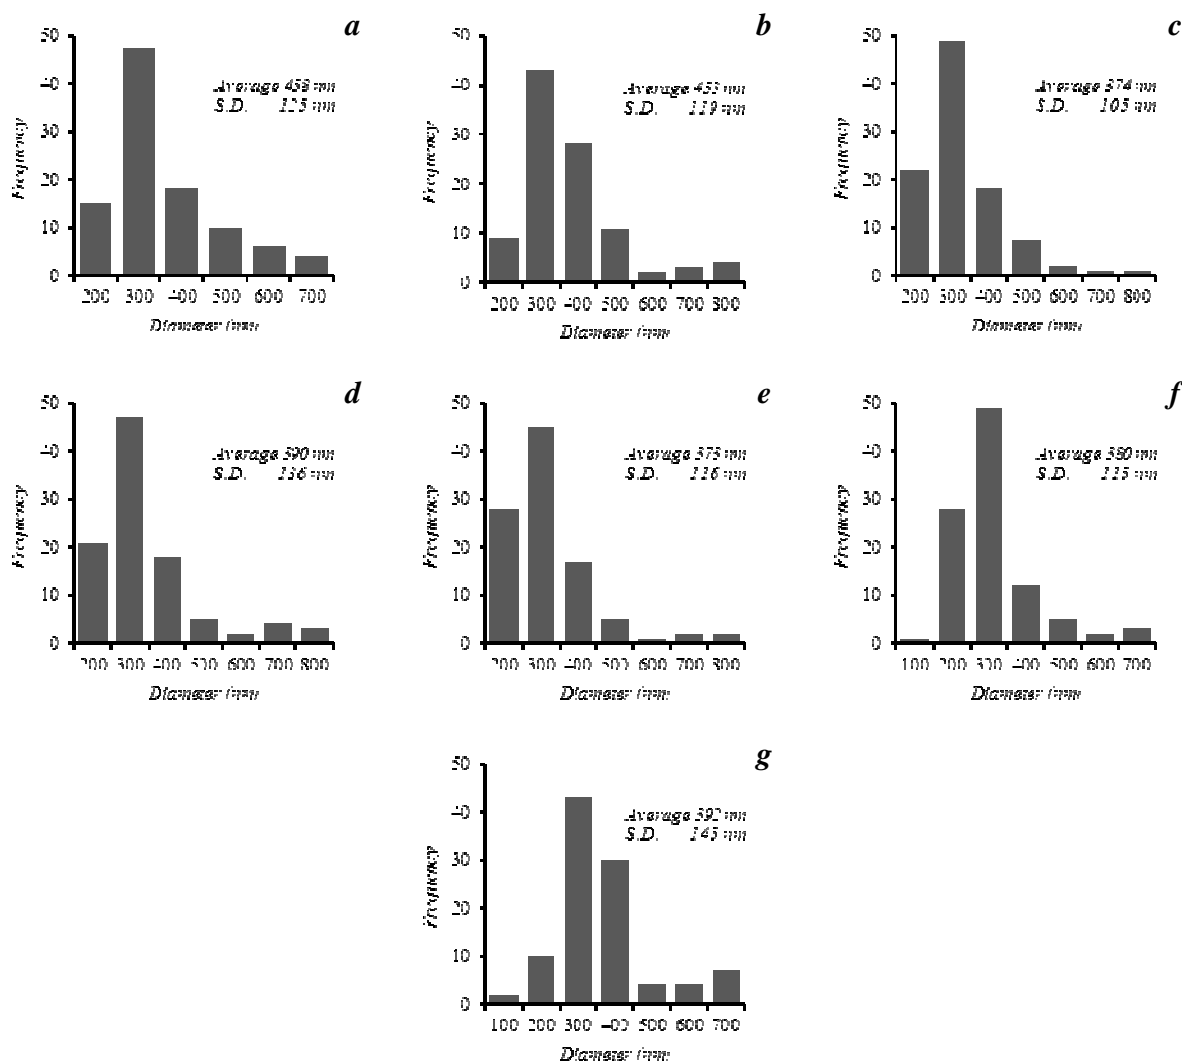 a
50
40
30
20
10
0
Frequency
Average 458 nm
S.D. 125 nm
200 300 400 500 600 700
Diameter /nm
b
50
40
30
20
10
0
Frequency
Average 453 nm
S.D. 119 nm
200 300 400 500 600 700 800
Diameter /nm
c
50
40
30
20
10
0
Frequency
Average 374 nm
S.D. 105 nm
200 300 400 500 600 700 800
Diameter /nm
d
50
40
30
20
10
0
Frequency
Average 390 nm
S.D. 136 nm
200 300 400 500 600 700 800
Diameter /nm
e
50
40
30
20
10
0
Frequency
Average 373 nm
S.D. 116 nm
200 300 400 500 600 700 800
Diameter /nm
f
50
40
30
20
10
0
Frequency
Average 380 nm
S.D. 115 nm
100 200 300 400 500 600 700
Diameter /nm
g
50
40
30
20
10
0
Frequency
Average 392 nm
S.D. 145 nm
100 200 300 400 500 600 700
Diameter /nm